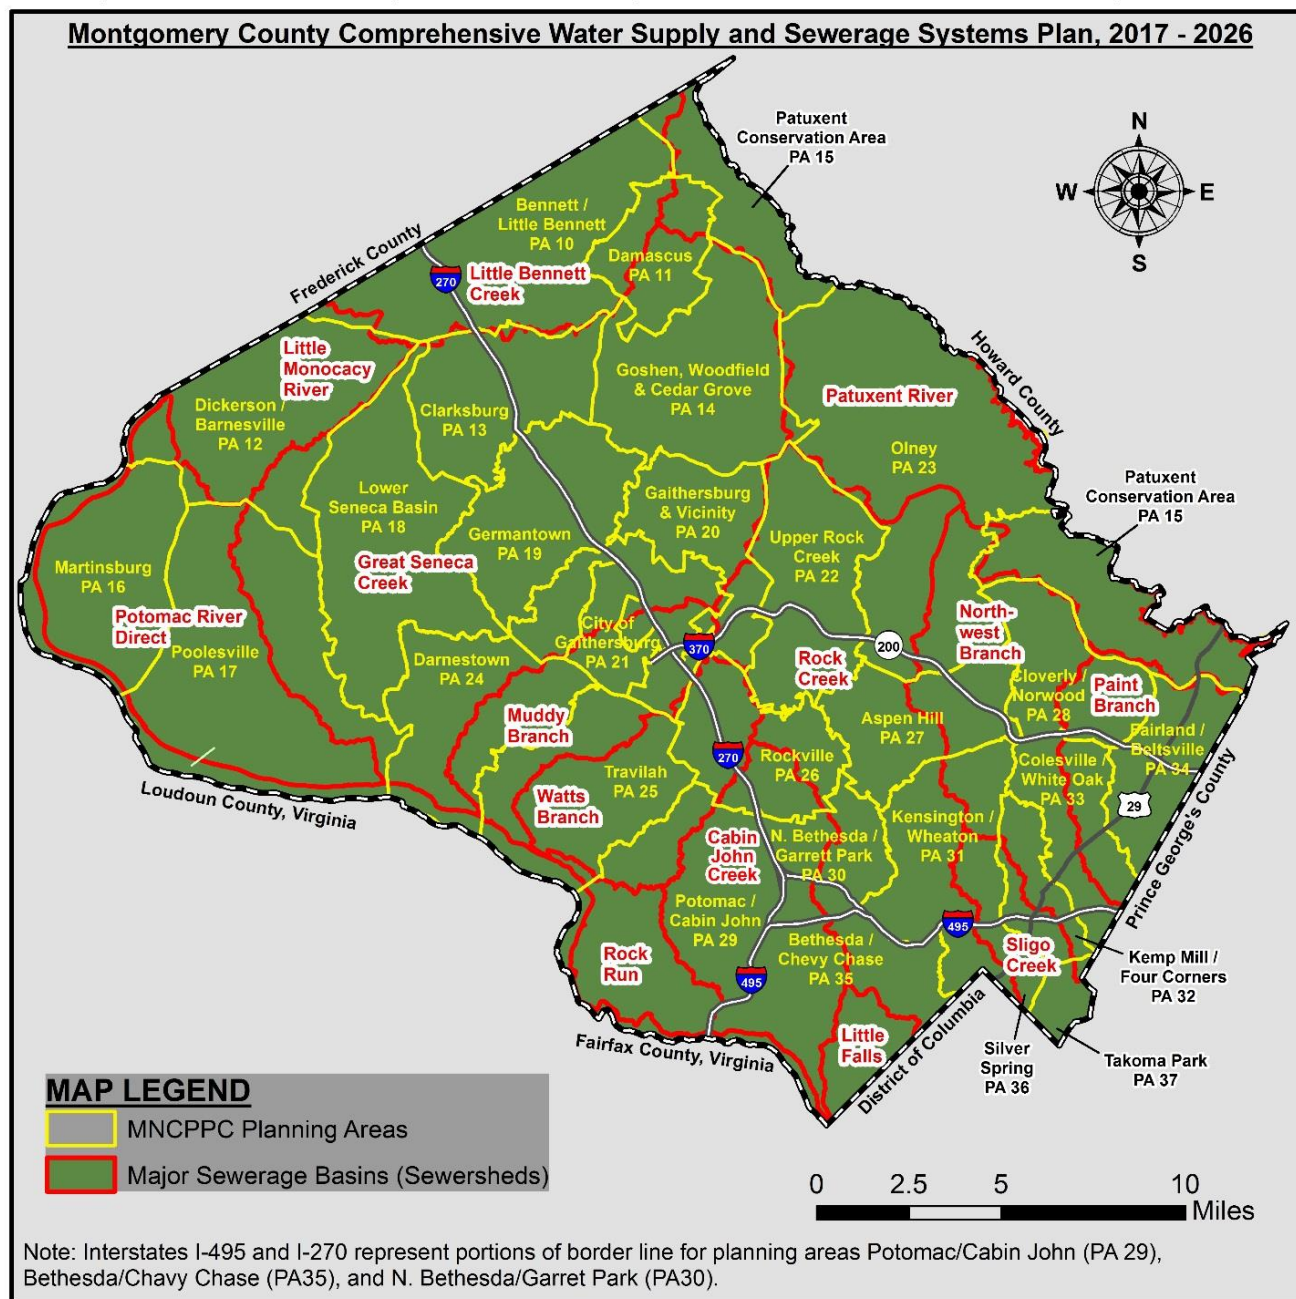 Montgomery County Comprehensive Water Supply and Sewerage Systems Plan, 2017 - 2026
Patuxent
Conservation Area
PA 15
N
W
E
S
Bennett /
Little Bennett
PA 10
Damascus
PA 11
Frederick County
270
Little Bennett
Creek
Little
Monocacy
River
Howard County
Goshen, Woodfield
& Cedar Grove
PA 14
Patuxent River
Dickerson /
Barnesville
PA 12
Clarksburg
PA 13
Olney
PA 23
Patuxent
Conservation Area
PA 15
Lower
Seneca Basin
PA 18
Gaithersburg
& Vicinity
PA 20
Germantown
PA 19
Upper Rock
Creek
PA 22
Great Seneca
Creek
Martinsburg
PA 16
Potomac River
Direct
Poolesville
PA 17
City of
Gaithersburg
PA 21
370
200
North-
west
Branch
Darnestown
PA 24
Rock
Creek
Cloverly /
Norwood
PA 28
Paint
Branch
Muddy
Branch
Aspen Hill
PA 27
Fairland /
Beltsville
PA 34
270
Rockville
PA 26
Colesville /
White Oak
PA 33
Travilah
PA 25
Loudoun County, Virginia
Watts
Branch
29
Kensington /
Wheaton
PA 31
Cabin
John
Creek
N. Bethesda /
Garrett Park
PA 30
Prince George's County
Potomac /
Cabin John
PA 29
495
Bethesda /
Chevy Chase
PA 35
Sligo
Creek
Rock
Run
Kemp Mill /
Four Corners
PA 32
495
District of Columbia
Little
Falls
Fairfax County, Virginia
Silver
Spring
PA 36
Takoma Park
PA 37
MAP LEGEND
MNCPPC Planning Areas
Major Sewerage Basins (Sewersheds)
0 2.5 5 10
Miles
Note: Interstates I-495 and I-270 represent portions of border line for planning areas Potomac/Cabin John (PA 29),
Bethesda/Chavy Chase (PA35), and N. Bethesda/Garret Park (PA30).